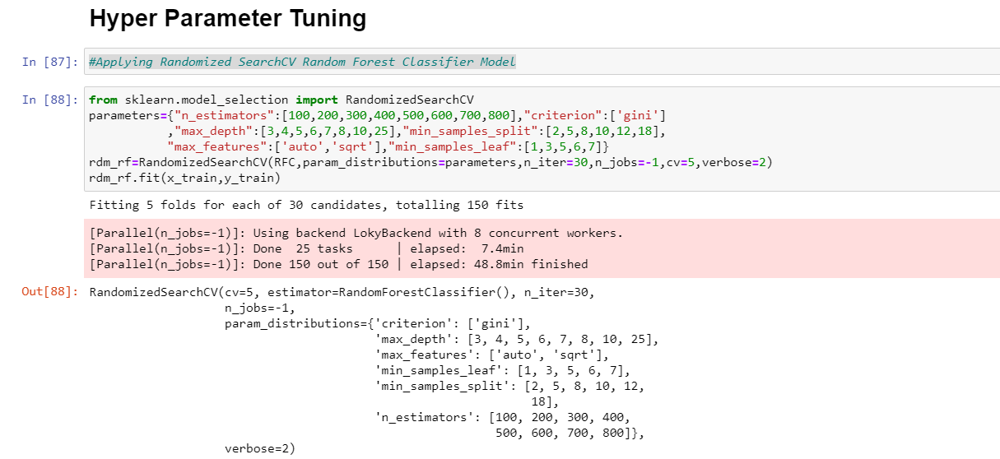 Hyper Parameter Tuning
In [87]: #Applying Randomized SearchCV Random Forest Classifier Model
In [88]: from sklearn.model_selection import RandomizedSearchCV
parameters={"n_estimators":[100,200,300,400,500,600,700,800],"criterion":['gini']
,"max_depth":[3,4,5,6,7,8,10,25],"min_samples_split":[2,5,8,10,12,18],
"max_features":['auto','sqrt'],"min_samples_leaf":[1,3,5,6,7]}
rdm_rf=RandomizedSearchCV(RFC,param_distributions=parameters,n_iter=30,n_jobs=-1,cv=5,verbose=2)
rdm_rf.fit(x_train,y_train)
Fitting 5 folds for each of 30 candidates, totalling 150 fits
[Parallel(n_jobs=-1)]: Using backend LokyBackend with 8 concurrent workers.
[Parallel(n_jobs=-1)]: Done  25 tasks      | elapsed:  7.4min
[Parallel(n_jobs=-1)]: Done 150 out of 150 | elapsed: 48.8min finished
Out[88]: RandomizedSearchCV(cv=5, estimator=RandomForestClassifier(), n_iter=30,
n_jobs=-1,
param_distributions={'criterion': ['gini'],
'max_depth': [3, 4, 5, 6, 7, 8, 10, 25],
'max_features': ['auto', 'sqrt'],
'min_samples_leaf': [1, 3, 5, 6, 7],
'min_samples_split': [2, 5, 8, 10, 12,
18],
'n_estimators': [100, 200, 300, 400,
500, 600, 700, 800]},
verbose=2)